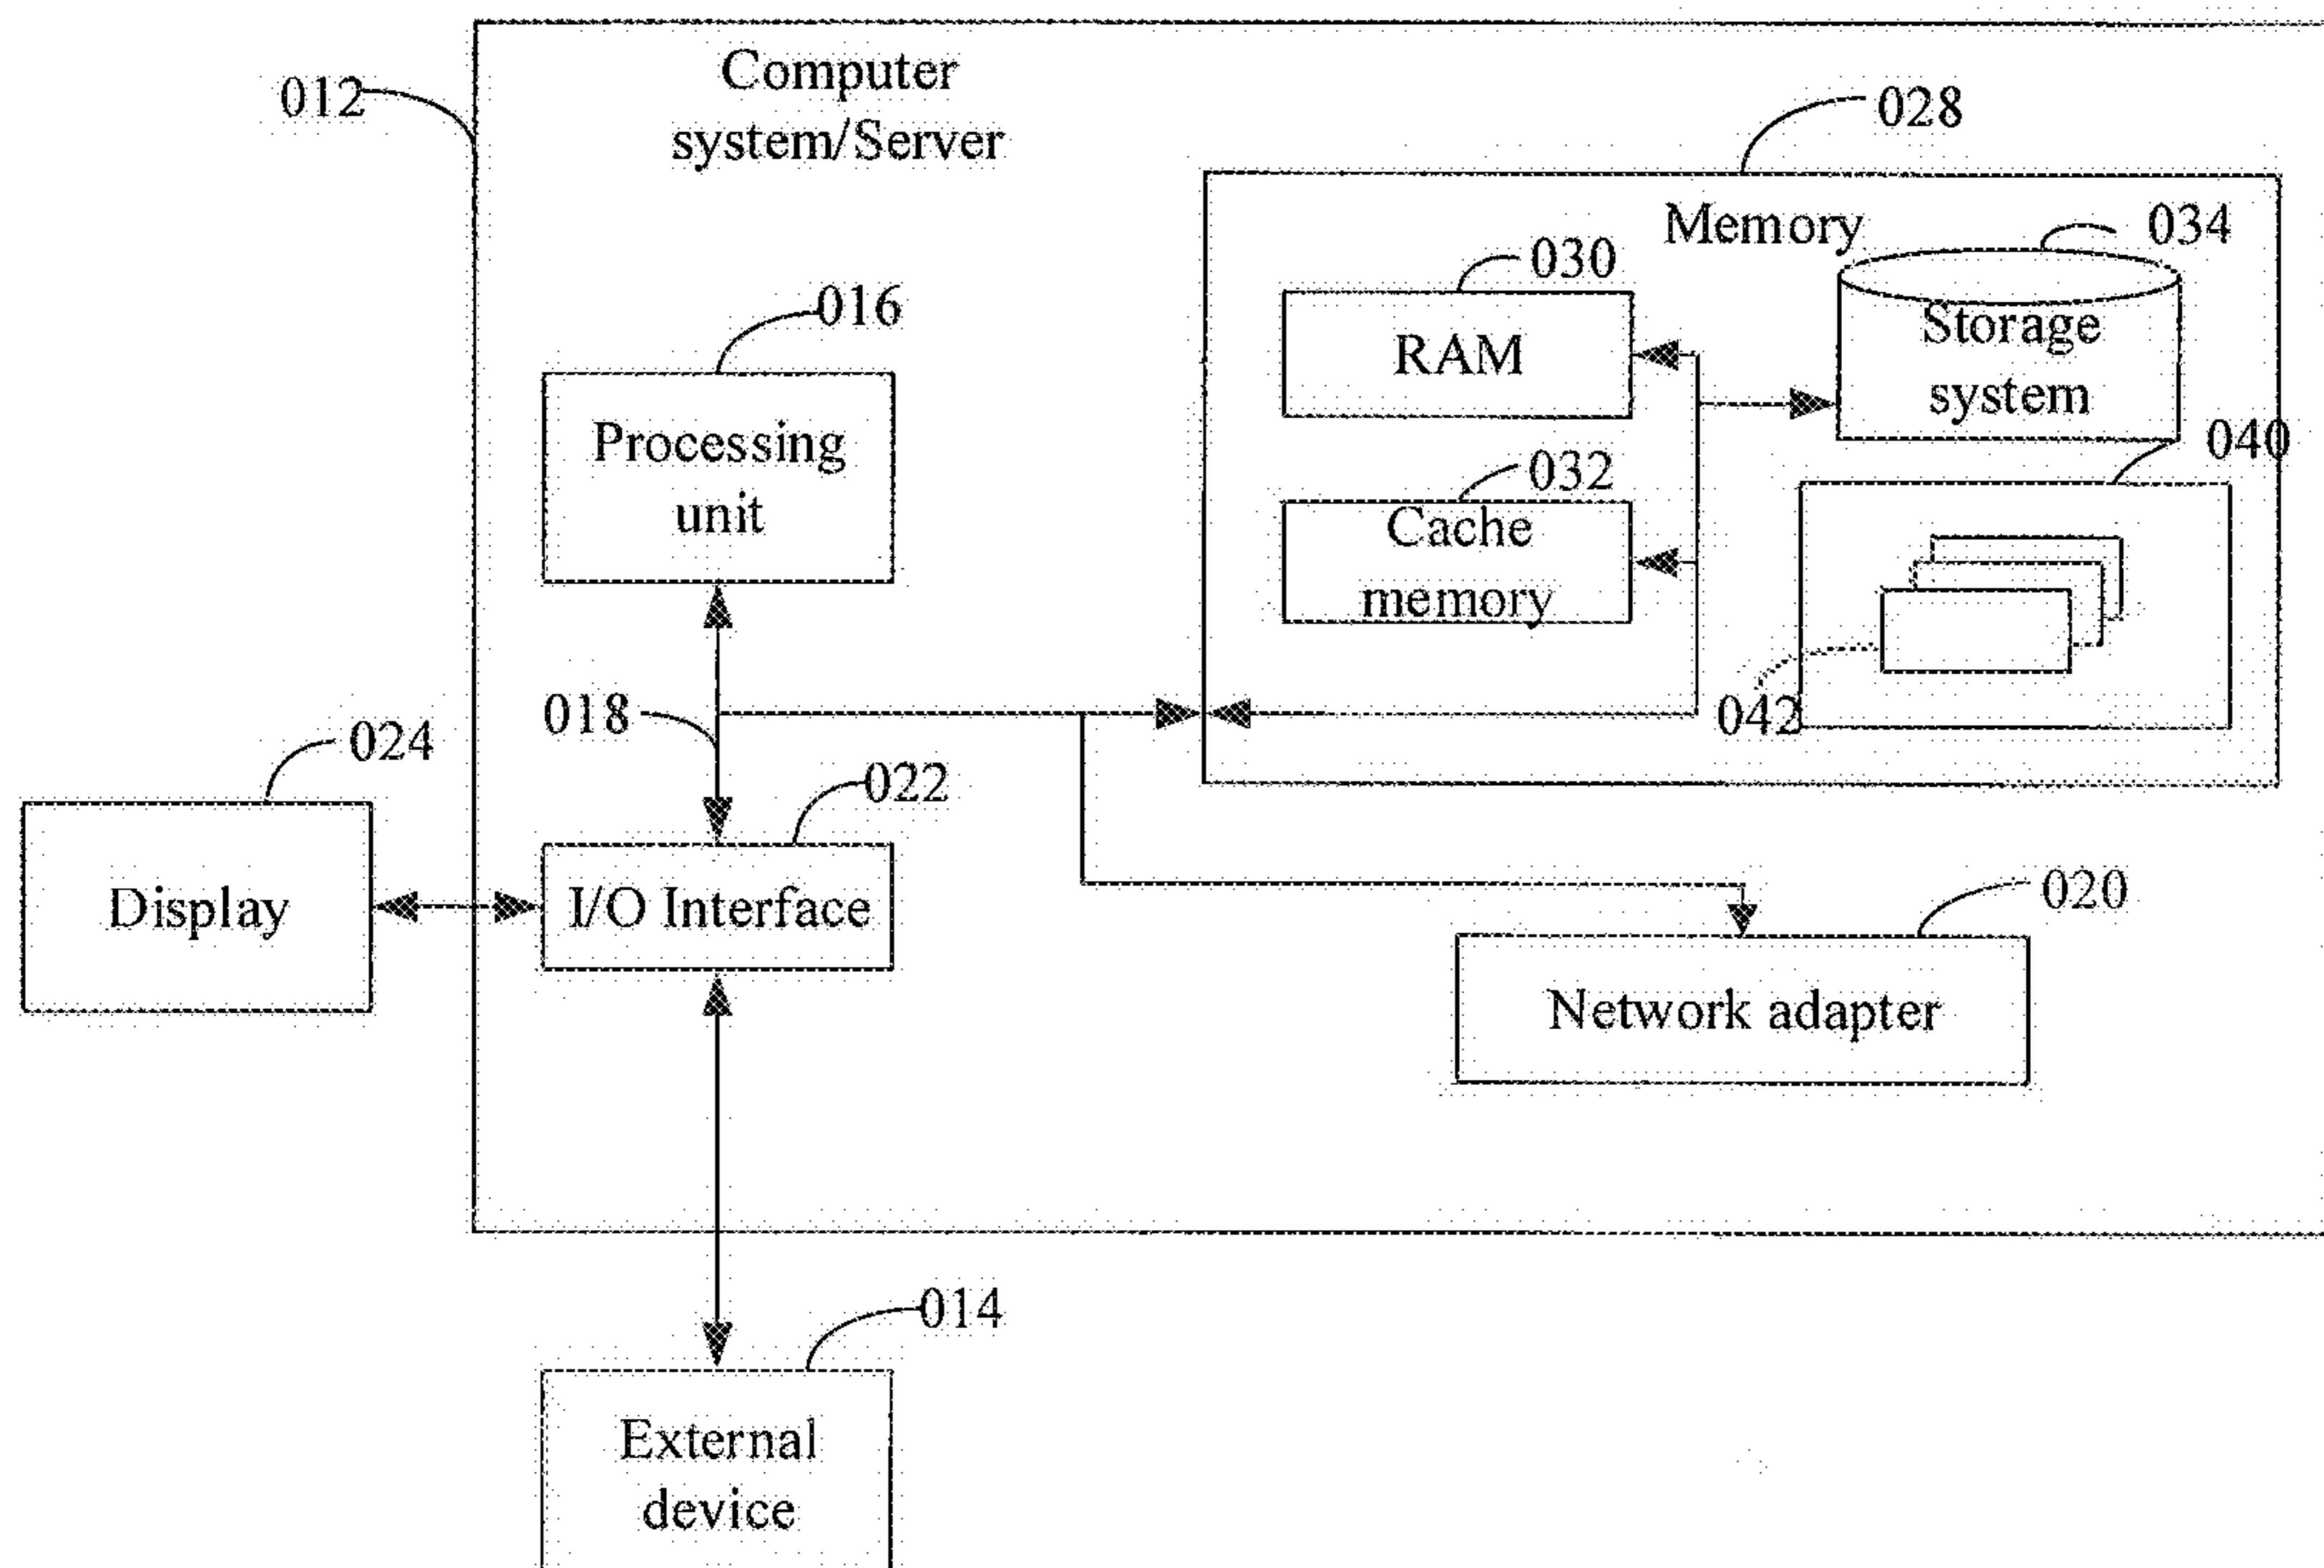 Computer
system/Server
012
028
Memory
034
030
RAM
Storage
system
016
Processing
unit
032
Cache
memory
040
042
018
024
Display
022
I/O Interface
020
Network adapter
014
External
device